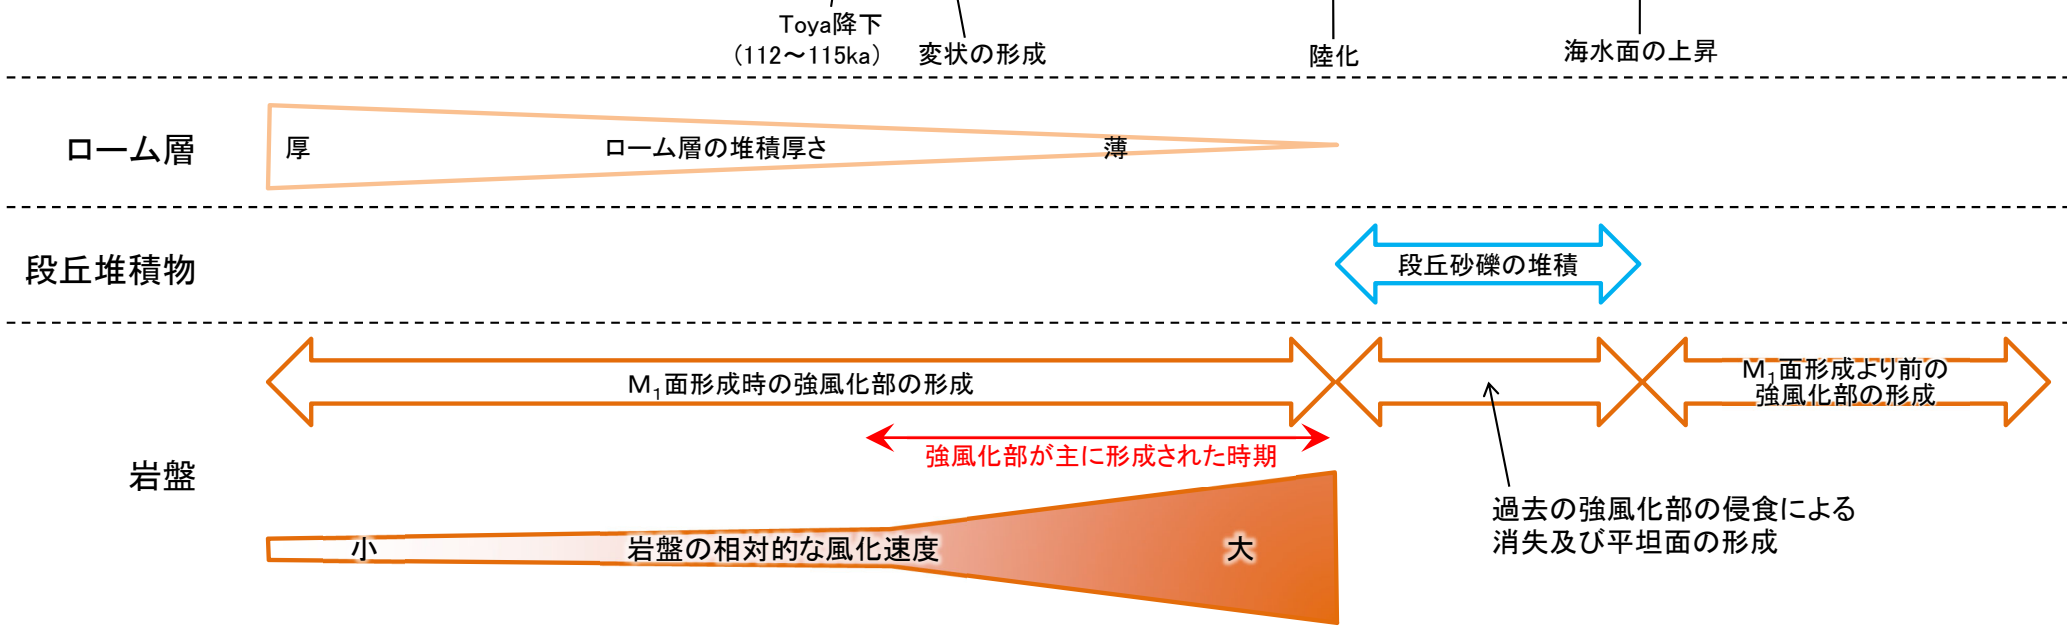 Toya降下
(112～115ka)
変状の形成
陸化
海水面の上昇
ローム層
厚
ローム層の堆積厚さ
薄
段丘堆積物
段丘砂礫の堆積
M1面形成時の強風化部の形成
M1面形成より前の
強風化部の形成
強風化部が主に形成された時期
岩盤
過去の強風化部の侵食による
消失及び平坦面の形成
小
岩盤の相対的な風化速度
大